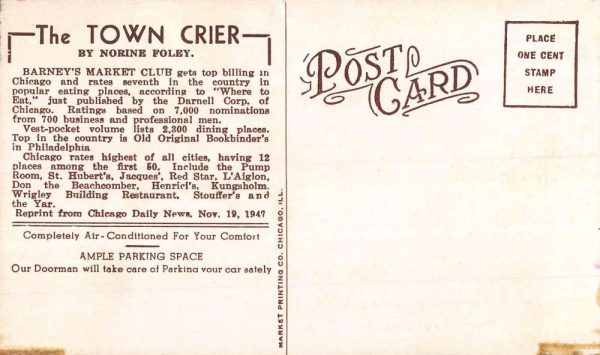 The TOWN CRIER
BY NORINE FOLEY.
BARNEY'S MARKET CLUB gets top billing in
Chicago and rates seventh in the country in
popular eating places, according to "Where to
Eat," just published by the Darnell Corp. of
Chicago. Ratings based on 7,000 nominations
from 700 business and professional men.
Vest-pocket volume lists 2,300 dining places.
Top in the country is Old Original Bookbinder's
in Philadelphia
Chicago rates highest of all cities, having 12
places among the first 50. Include the Pump
Room, St. Hubert's, Jacques', Red Star, L'Aiglon,
Don the Beachcomber, Henrici's, Kungsholm.
Wrigley Building Restaurant, Stouffer's and
the Yar.
Reprint from Chicago Daily News, Nov. 19, 1947
Completely Air-Conditioned For Your Comfort
AMPLE PARKING SPACE
Our Doorman will take care of Parking your car safely
MARKET PRINTING CO. CHICAGO, ILL.
POST
CARD
PLACE
ONE CENT
STAMP
HERE